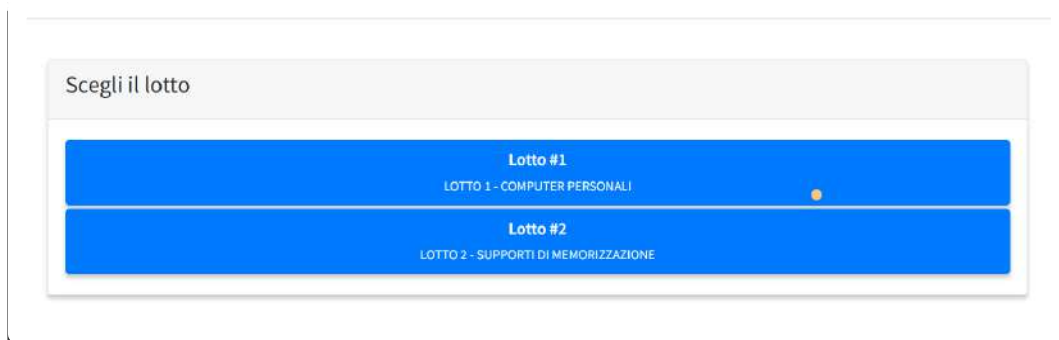 Scegli il lotto
Lotto #1
LOTTO 1 - COMPUTER PERSONALI
Lotto #2
LOTTO 2 - SUPPORTI DI MEMORIZZAZIONE